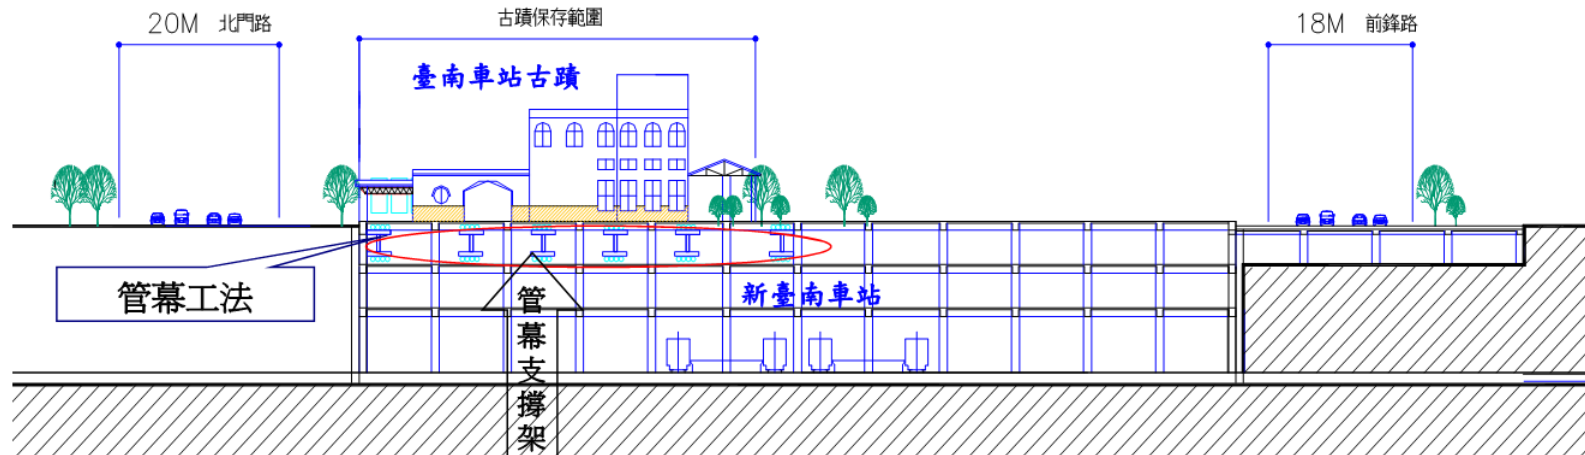 20M 北門路
古蹟保存範圍
18M 前鋒路
臺南車站古蹟
管幕工法
新臺南車站
管幕支撐架